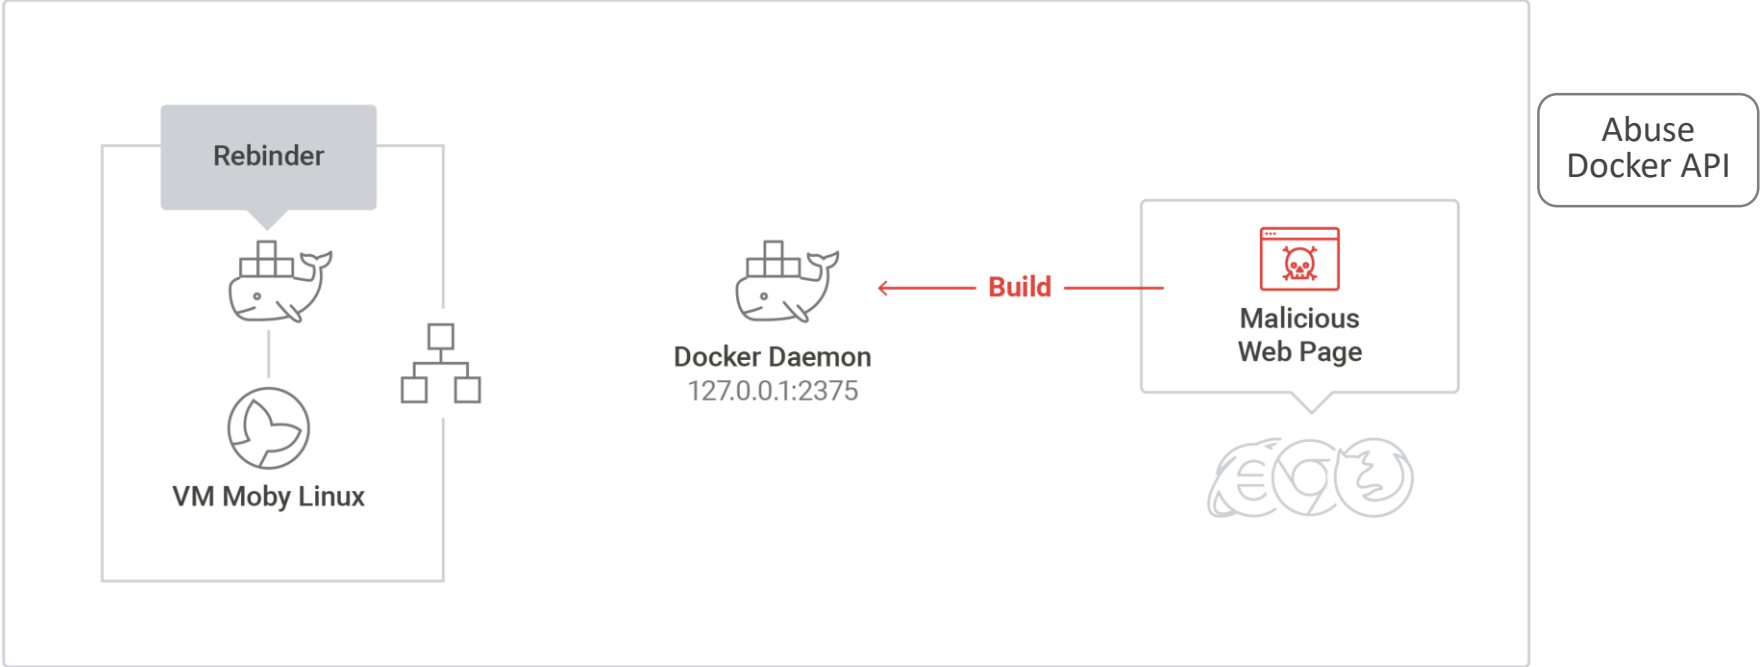 Rebinder
VM Moby Linux
Docker Daemon
127.0.0.1:2375
Build
Malicious
Web Page
Abuse
Docker API